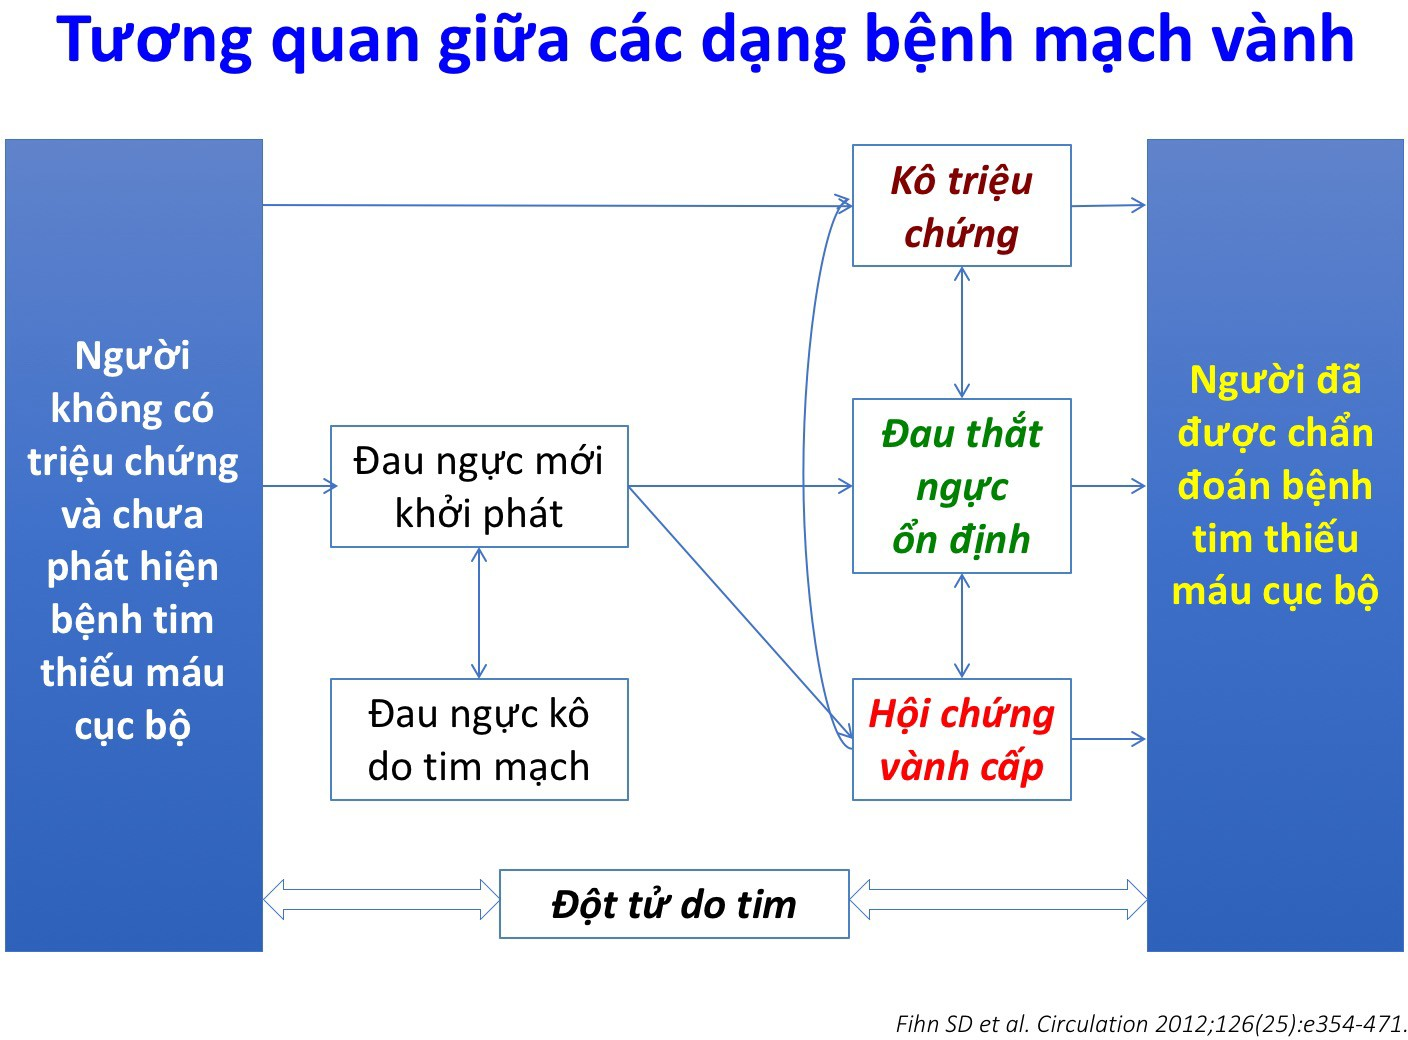 Tương quan giữa các dạng bệnh mạch vành
Người
không có
triệu chứng
và chưa
phát hiện
bệnh tim
thiếu máu
cục bộ
Đau ngực mới
khởi phát
Đau ngực kô
do tim mạch
Kô triệu
chứng
Đau thắt
ngực
ổn định
Hội chứng
vành cấp
Người đã
được chẩn
đoán bệnh
tim thiếu
máu cục bộ
Đột tử do tim
Fihn SD et al. Circulation 2012;126(25):e354-471.